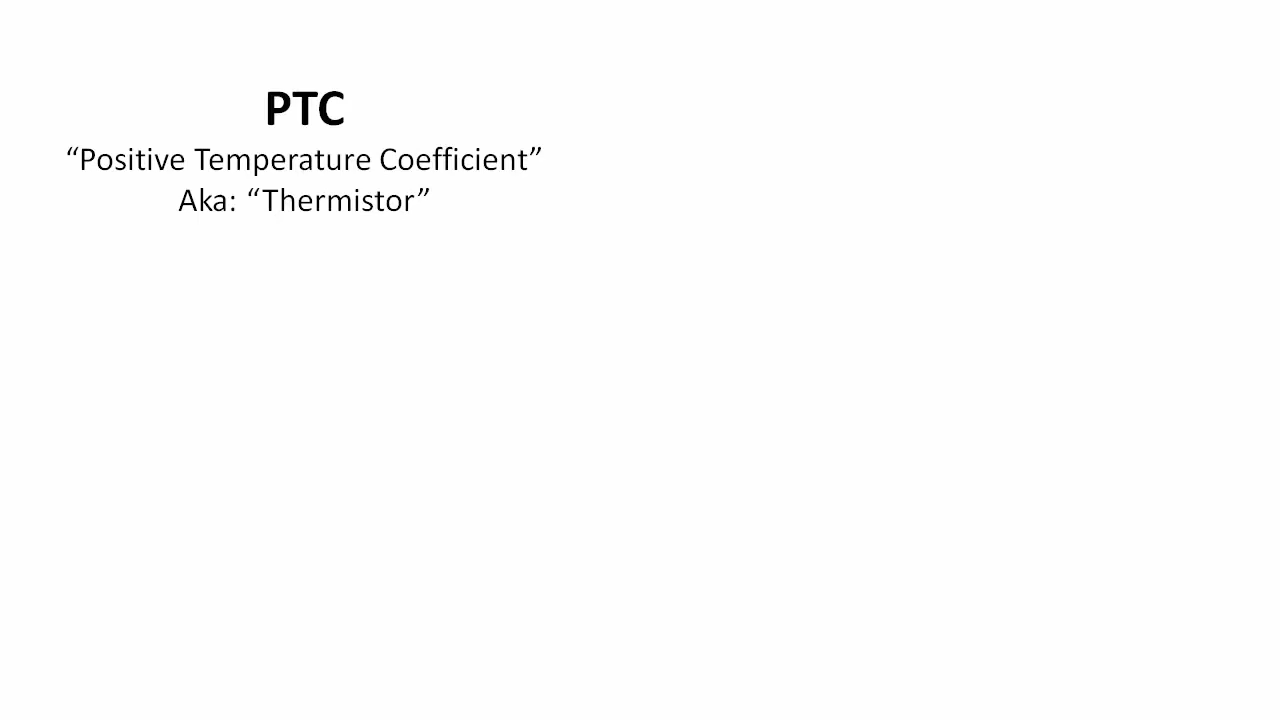 PTC
“Positive Temperature Coefficient”
Aka: “Thermistor”